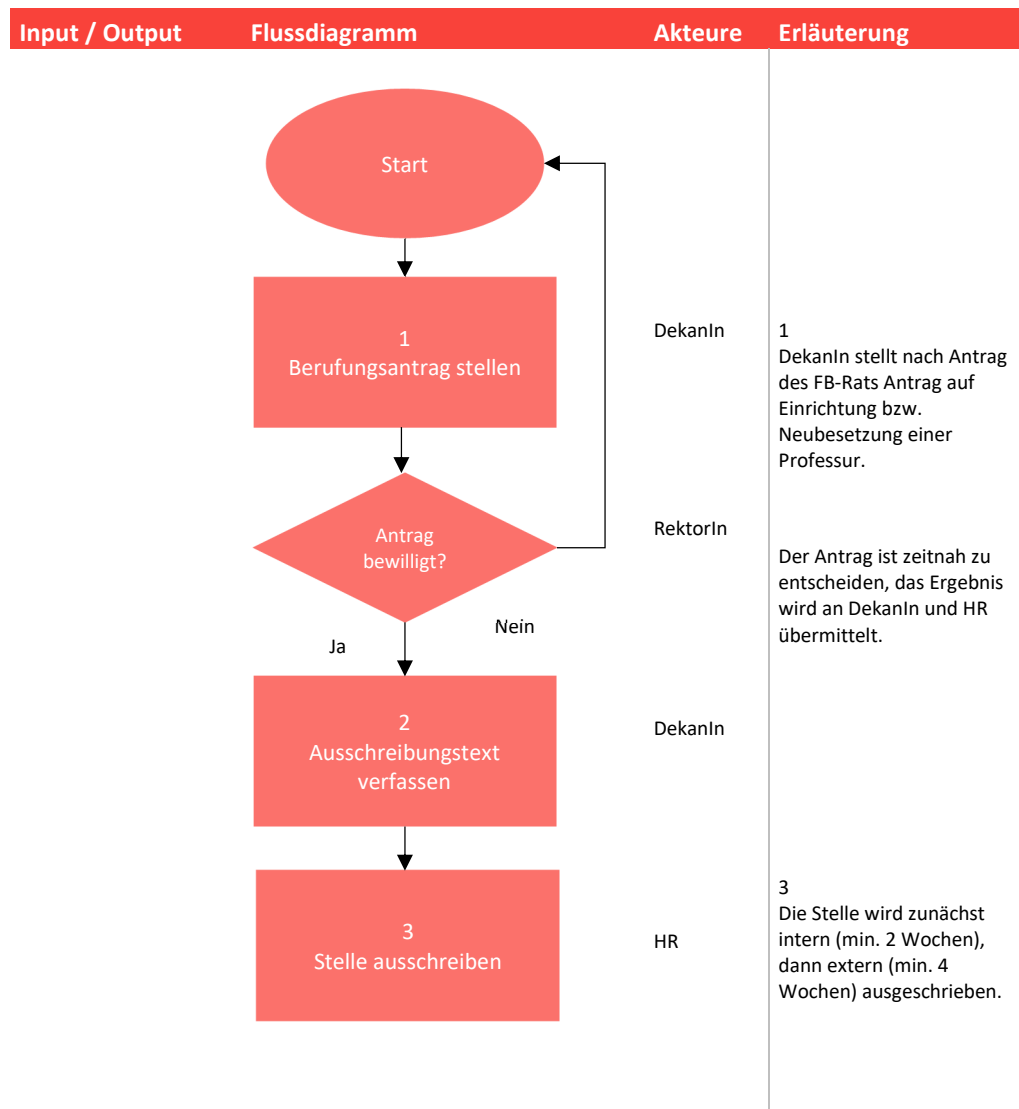 Input / Output Flussdiagramm Akteure Erläuterung
Start
1
Berufungsantrag stellen
DekanIn
1
DekanIn stellt nach Antrag
des FB-Rats Antrag auf
Einrichtung bzw.
Neubesetzung einer
Professur.
Antrag
bewilligt?
RektorIn
Der Antrag ist zeitnah zu
entscheiden, das Ergebnis
wird an DekanIn und HR
übermittelt.
Nein
Ja
2
Ausschreibungstext
verfassen
DekanIn
3
Stelle ausschreiben
HR
3
Die Stelle wird zunächst
intern (min. 2 Wochen),
dann extern (min. 4
Wochen) ausgeschrieben.